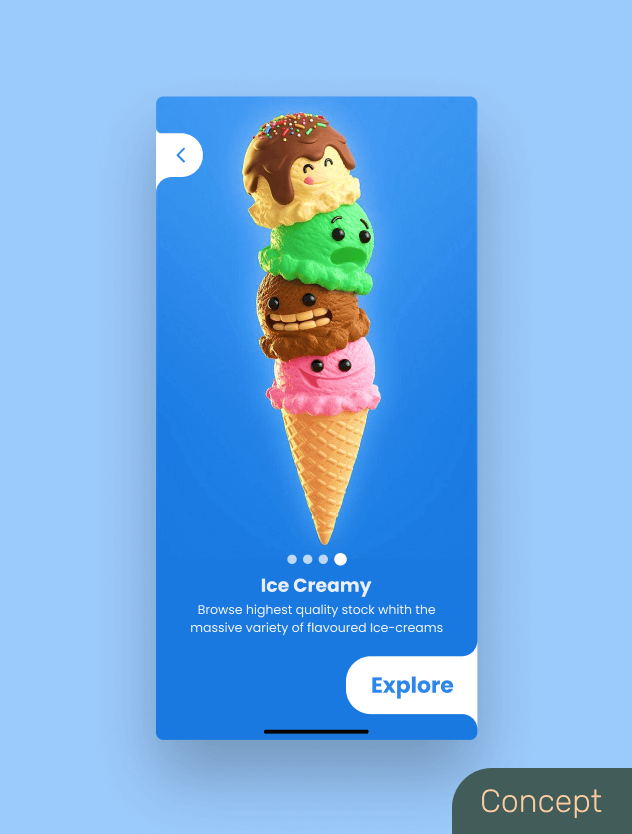 Ice Creamy
Browse highest quality stock whith the
massive variety of flavoured Ice-creams
Explore
Concept